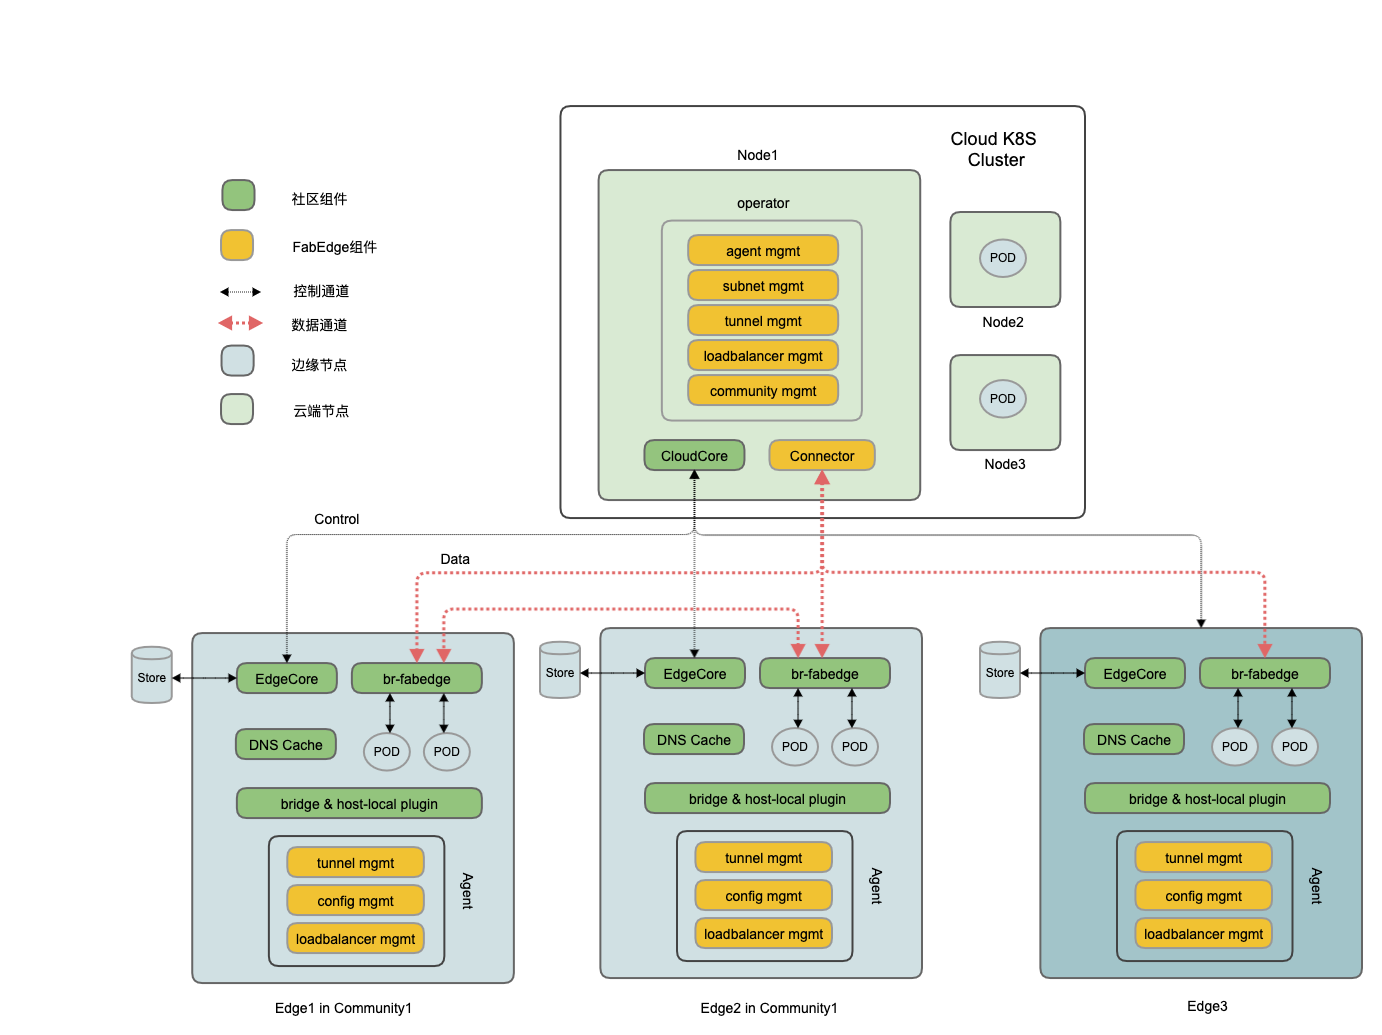 Cloud K8S
Cluster
Node1
operator
agent mgmt
subnet mgmt
tunnel mgmt
loadbalancer mgmt
community mgmt
CloudCore
Connector
POD
Node2
POD
Node3
社区组件
FabEdge组件
控制通道
数据通道
边缘节点
云端节点
Control
Data
Store
EdgeCore
br-fabedge
DNS Cache
POD
POD
bridge & host-local plugin
tunnel mgmt
config mgmt
loadbalancer mgmt
Agent
Edge1 in Community1
Store
EdgeCore
br-fabedge
DNS Cache
POD
POD
bridge & host-local plugin
tunnel mgmt
config mgmt
loadbalancer mgmt
Agent
Edge2 in Community1
Store
EdgeCore
br-fabedge
DNS Cache
POD
POD
bridge & host-local plugin
tunnel mgmt
config mgmt
loadbalancer mgmt
Agent
Edge3